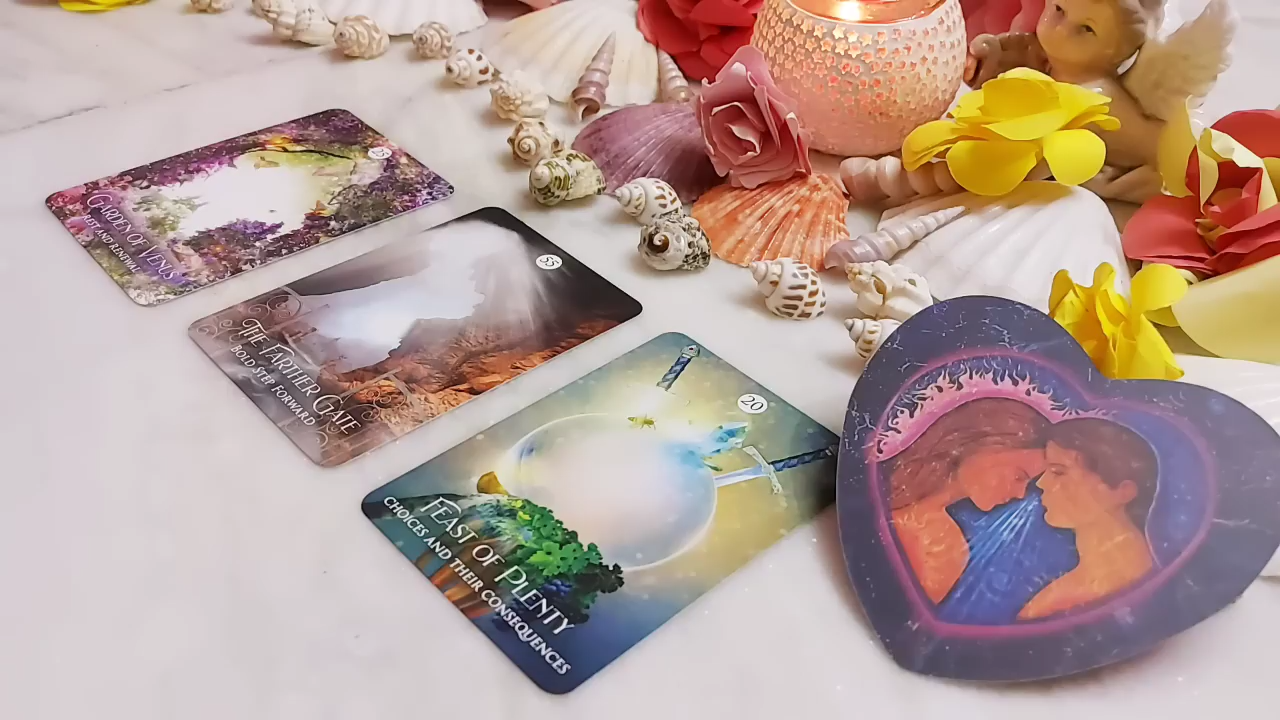 GARDEN OF VENUS
REST AND RENEWAL
55
THE FARTHER GATE
BOLD STEP FORWARD
20
FEAST OF PLENTY
CHOICES AND THEIR CONSEQUENCES